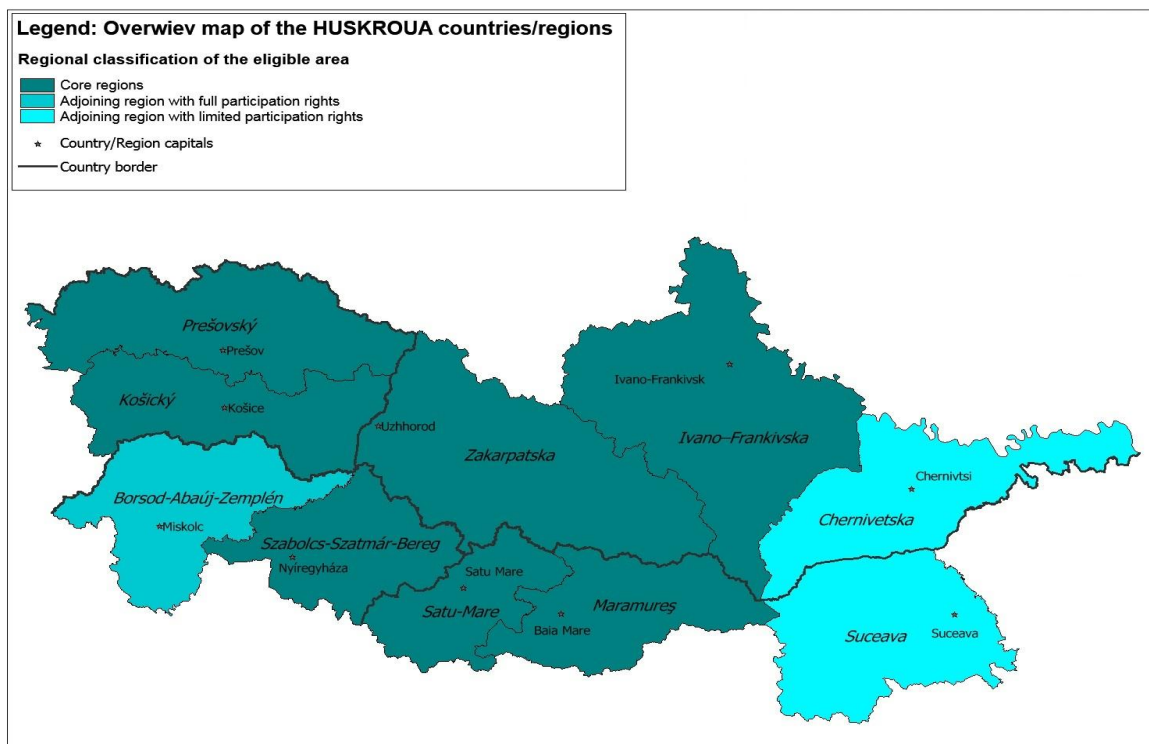 Legend: Overwiev map of the HUSKROUA countries/regions
Regional classification of the eligible area
Core regions
Adjoining region with full participation rights
Adjoining region with limited participation rights
Country/Region capitals
Country border
Prešovský
Prešov
Košický
Košice
Uzhhorod
Zakarpatska
Ivano-Frankivsk
Ivano–Frankivska
Chernivtsi
Chernivetska
Borsod-Abaúj-Zemplén
Miskolc
Szabolcs-Szatmár-Bereg
Nyíregyháza
Satu Mare
Satu-Mare
Baia Mare
Maramureş
Suceava
Suceava